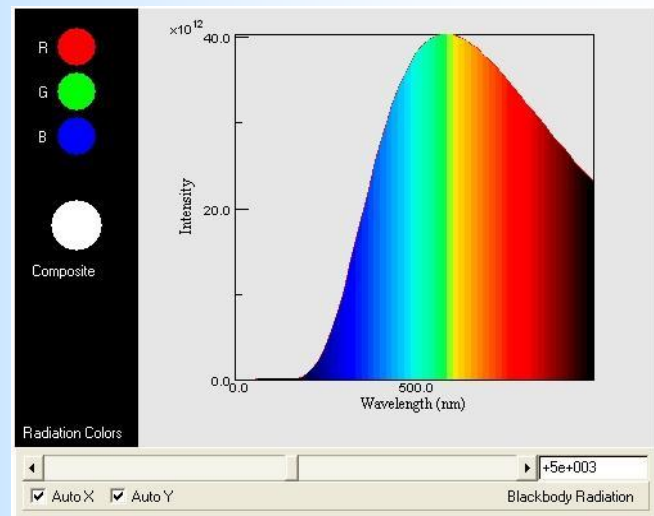 R
G
B
Composite
Radiation Colors
×10¹²
40.0
20.0
0.0
Intensity
0.0
500.0
Wavelength (nm)
+5e+003
Auto X
Auto Y
Blackbody Radiation